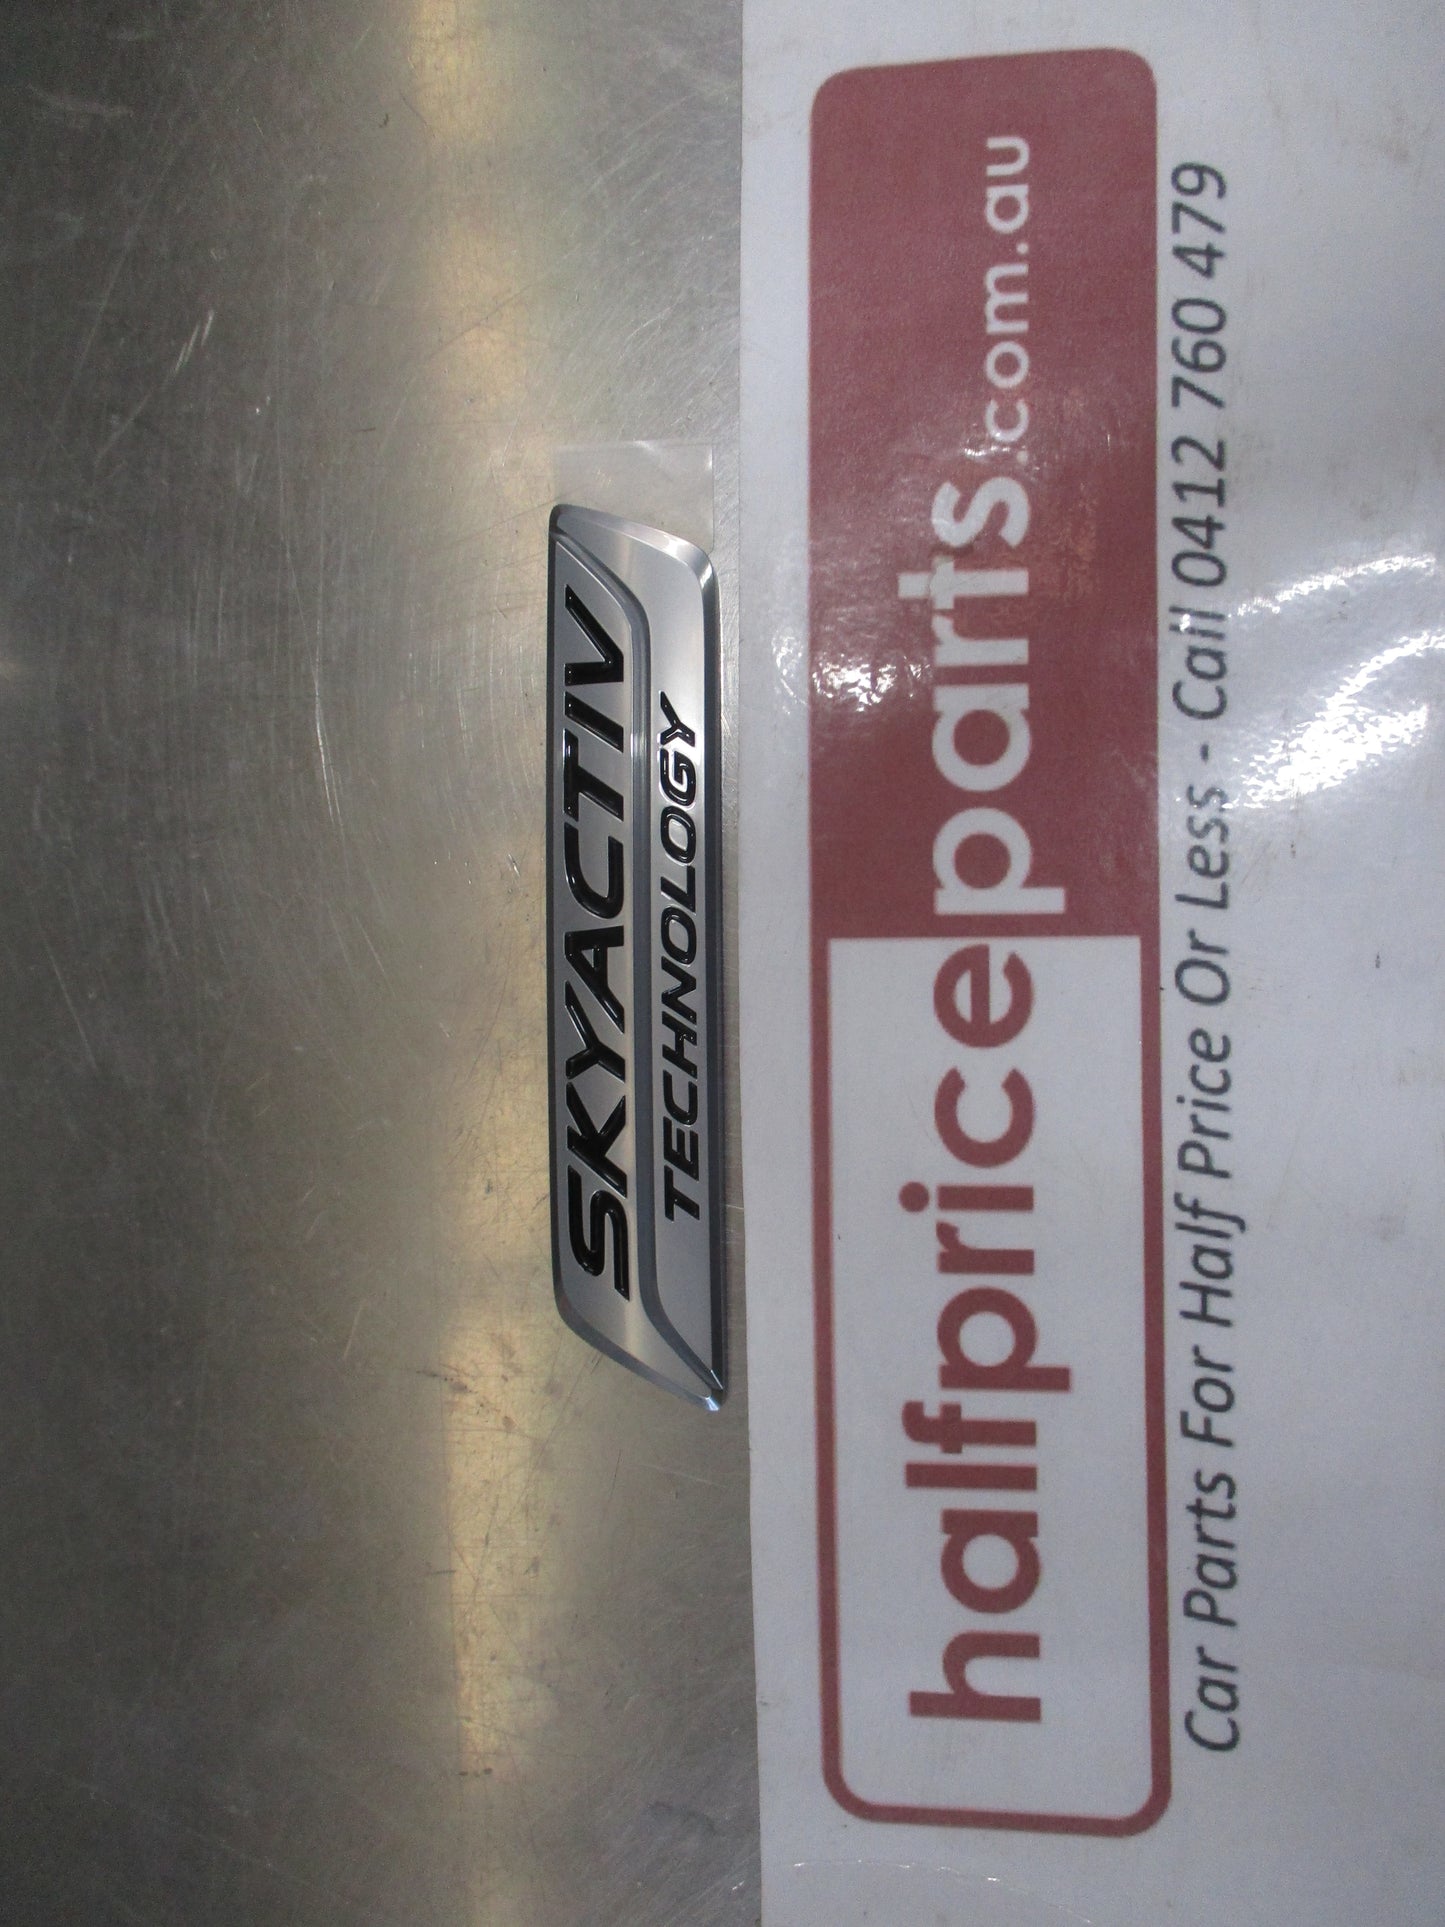 SKYACTIV
TECHNOLOGY
halfpriceparts.com.au
Car Parts For Half Price Or Less - Call 0412 760 479